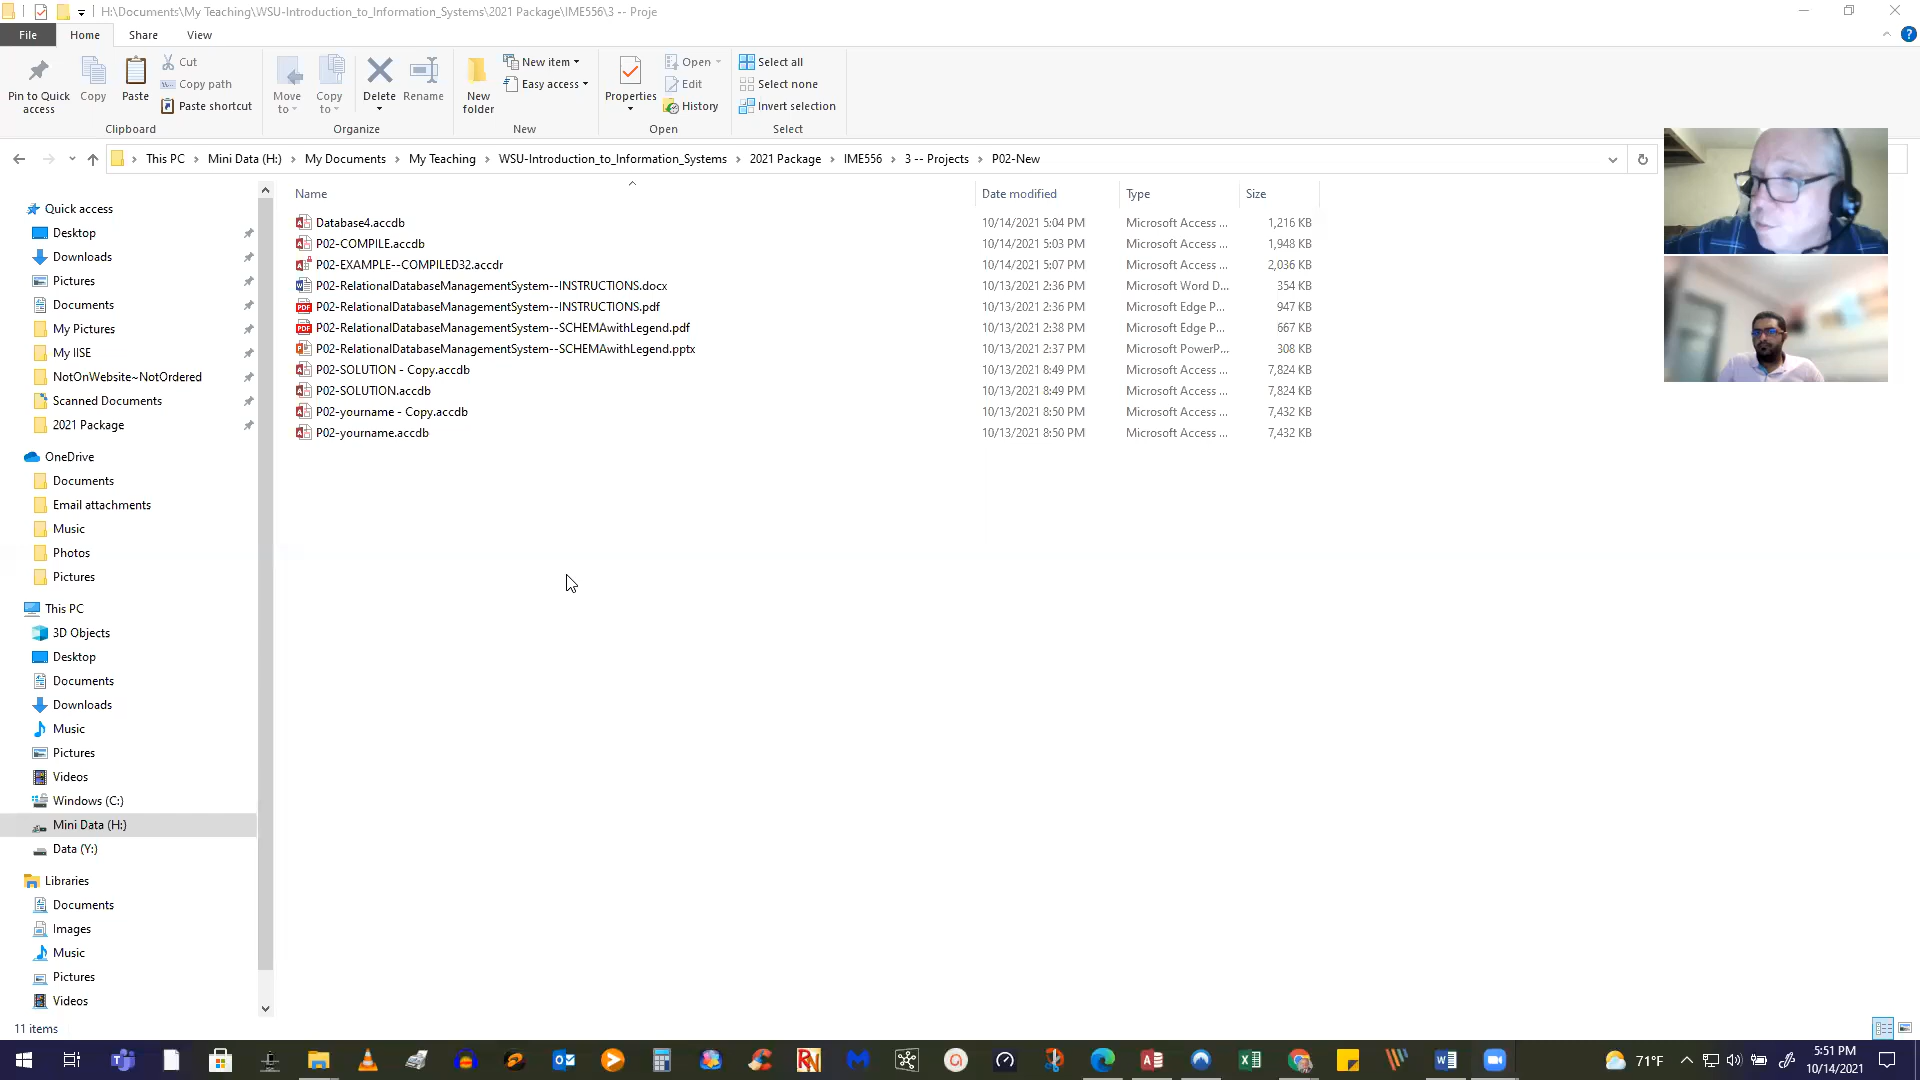 H:\Documents\My Teaching\WSU-Introduction_to_Information_Systems\2021 Package\IME556\3 -- Proje
File Home Share View
Pin to Quick access
Copy
Paste
Cut
Copy path
Paste shortcut
Clipboard
Move to
Copy to
Delete
Rename
Organize
New folder
New item
Easy access
New
Properties
Open
Edit
History
Open
Select all
Select none
Invert selection
Select
This PC > Mini Data (H:) > My Documents > My Teaching > WSU-Introduction_to_Information_Systems > 2021 Package > IME556 > 3 -- Projects > P02-New
Quick access
Desktop
Downloads
Pictures
Documents
My Pictures
My IISE
NotOnWebsite~NotOrdered
Scanned Documents
2021 Package
OneDrive
Documents
Email attachments
Music
Photos
Pictures
This PC
3D Objects
Desktop
Documents
Downloads
Music
Pictures
Videos
Windows (C:)
Mini Data (H:)
Data (Y:)
Libraries
Documents
Images
Music
Pictures
Videos
Name Date modified Type Size
Database4.accdb 10/14/2021 5:04 PM Microsoft Access ... 1,216 KB
P02-COMPILE.accdb 10/14/2021 5:03 PM Microsoft Access ... 1,948 KB
P02-EXAMPLE--COMPILED32.accdr 10/14/2021 5:07 PM Microsoft Access ... 2,036 KB
P02-RelationalDatabaseManagementSystem--INSTRUCTIONS.docx 10/13/2021 2:36 PM Microsoft Word D... 354 KB
P02-RelationalDatabaseManagementSystem--INSTRUCTIONS.pdf 10/13/2021 2:36 PM Microsoft Edge P... 947 KB
P02-RelationalDatabaseManagementSystem--SCHEMAwithLegend.pdf 10/13/2021 2:38 PM Microsoft Edge P... 667 KB
P02-RelationalDatabaseManagementSystem--SCHEMAwithLegend.pptx 10/13/2021 2:37 PM Microsoft PowerP... 308 KB
P02-SOLUTION - Copy.accdb 10/13/2021 8:49 PM Microsoft Access ... 7,824 KB
P02-SOLUTION.accdb 10/13/2021 8:49 PM Microsoft Access ... 7,824 KB
P02-yourname - Copy.accdb 10/13/2021 8:50 PM Microsoft Access ... 7,432 KB
P02-yourname.accdb 10/13/2021 8:50 PM Microsoft Access ... 7,432 KB
11 items
71°F
5:51 PM
10/14/2021